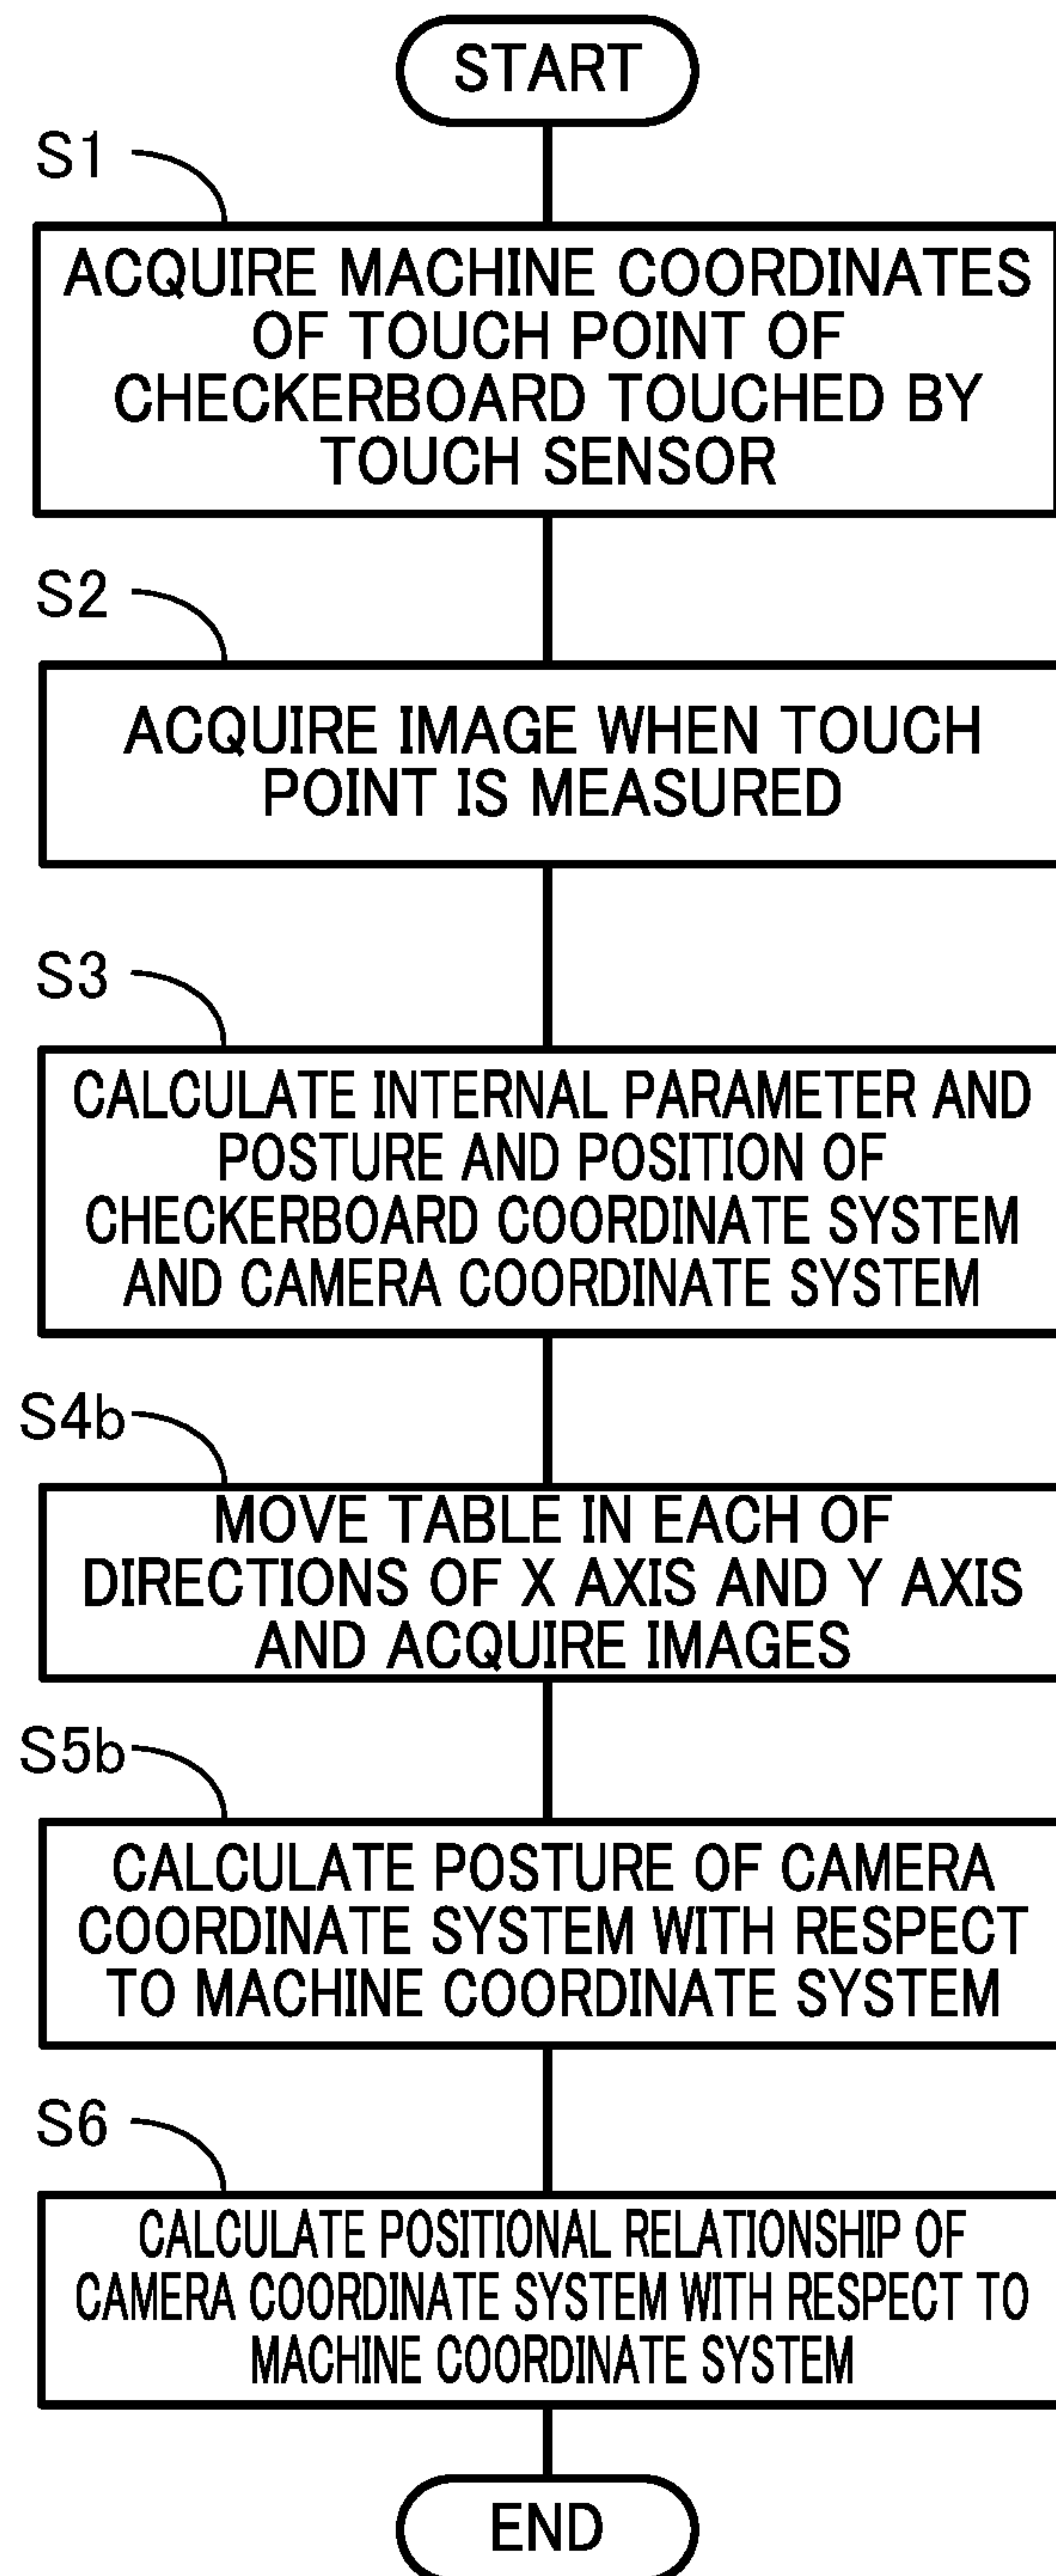 START
S1
ACQUIRE MACHINE COORDINATES
OF TOUCH POINT OF
CHECKERBOARD TOUCHED BY
TOUCH SENSOR
S2
ACQUIRE IMAGE WHEN TOUCH
POINT IS MEASURED
S3
CALCULATE INTERNAL PARAMETER AND
POSTURE AND POSITION OF
CHECKERBOARD COORDINATE SYSTEM
AND CAMERA COORDINATE SYSTEM
S4b
MOVE TABLE IN EACH OF
DIRECTIONS OF X AXIS AND Y AXIS
AND ACQUIRE IMAGES
S5b
CALCULATE POSTURE OF CAMERA
COORDINATE SYSTEM WITH RESPECT
TO MACHINE COORDINATE SYSTEM
S6
CALCULATE POSITIONAL RELATIONSHIP OF
CAMERA COORDINATE SYSTEM WITH RESPECT TO
MACHINE COORDINATE SYSTEM
END